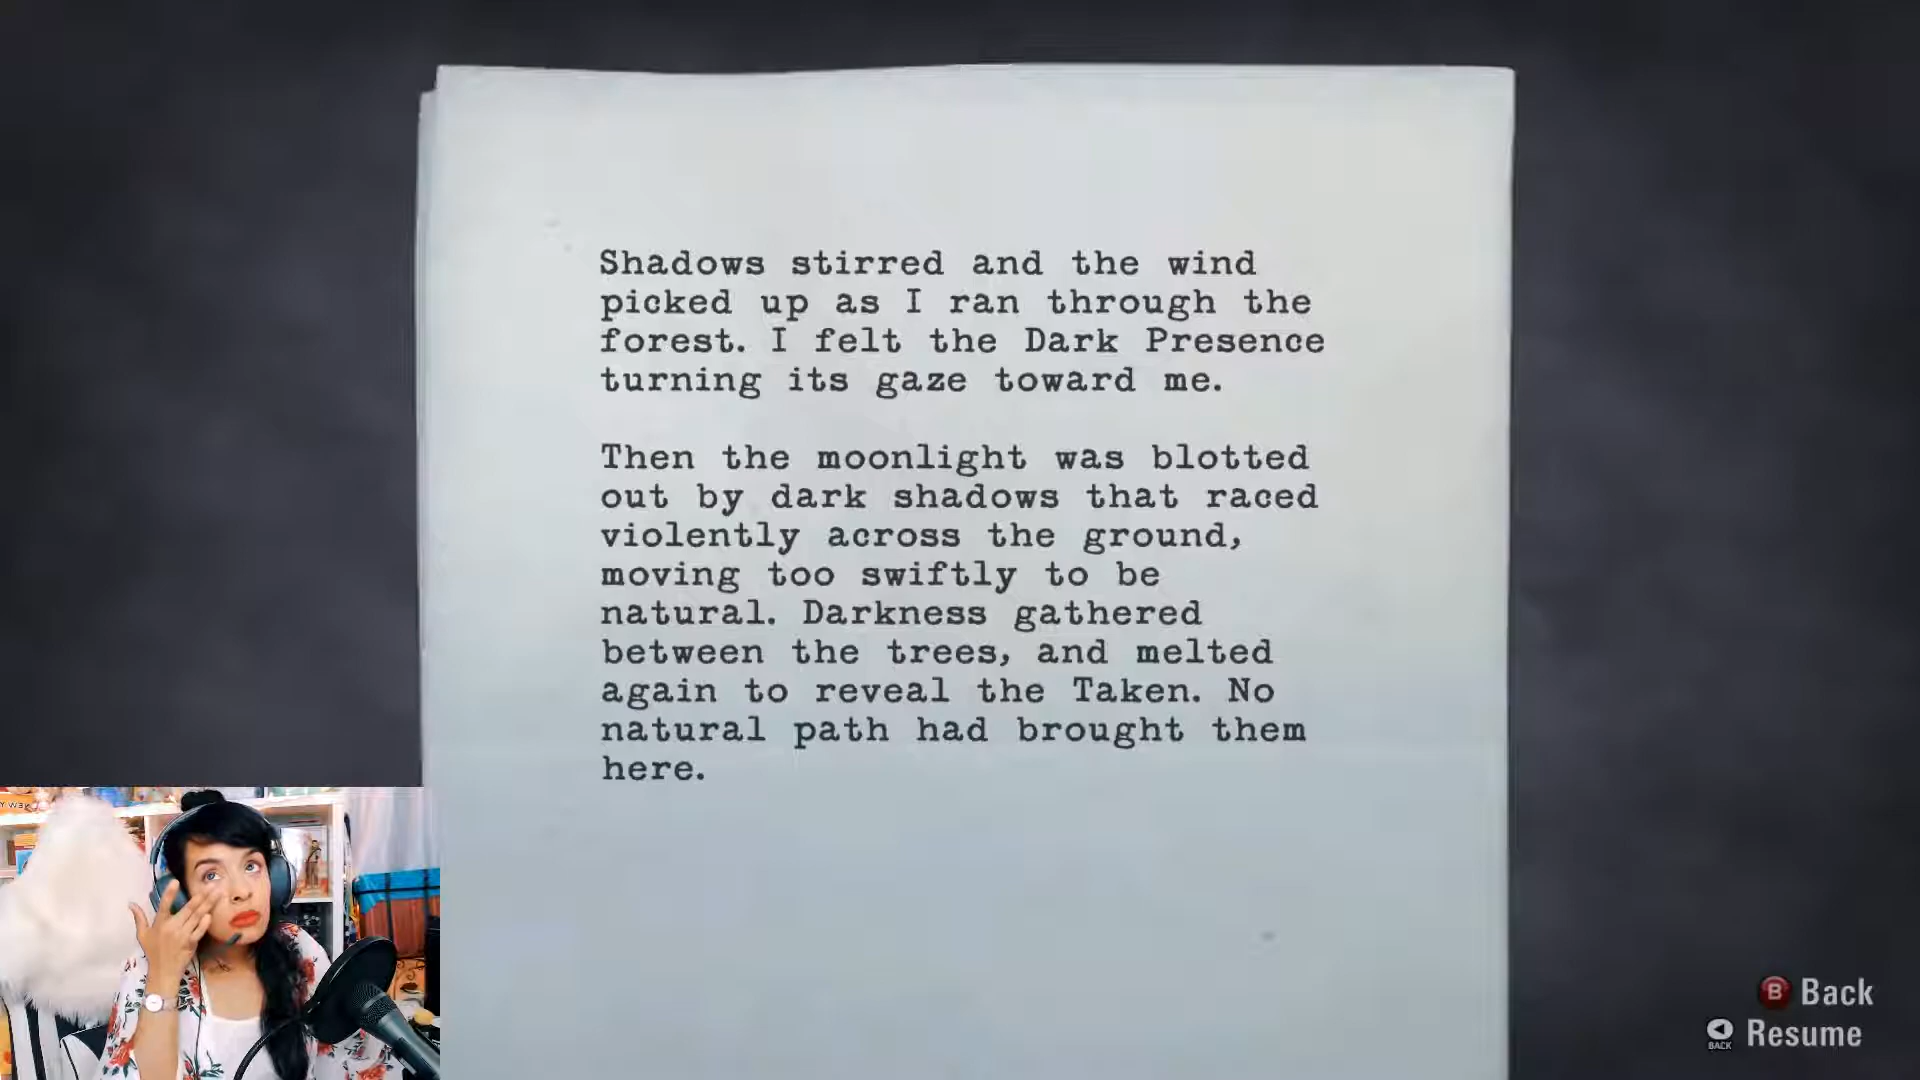 Shadows stirred and the wind
picked up as I ran through the
forest. I felt the Dark Presence
turning its gaze toward me.
Then the moonlight was blotted
out by dark shadows that raced
violently across the ground,
moving too swiftly to be
natural. Darkness gathered
between the trees, and melted
again to reveal the Taken. No
natural path had brought them
here.
B Back
BACK Resume